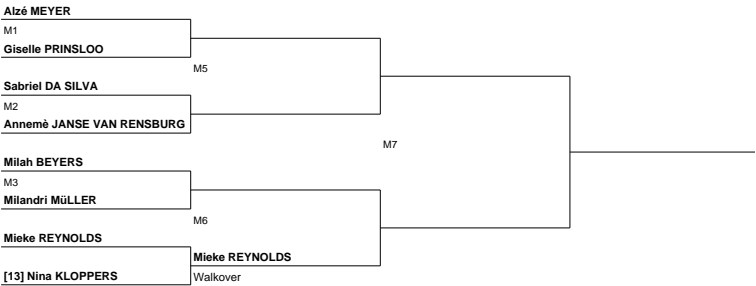 Alzé MEYER
M1
Giselle PRINSLOO
M5
Sabriel DA SILVA
M2
Annemè JANSE VAN RENSBURG
M7
Milah BEYERS
M3
Milandri MüLLER
M6
Mieke REYNOLDS
Mieke REYNOLDS
[13] Nina KLOPPERS
Walkover